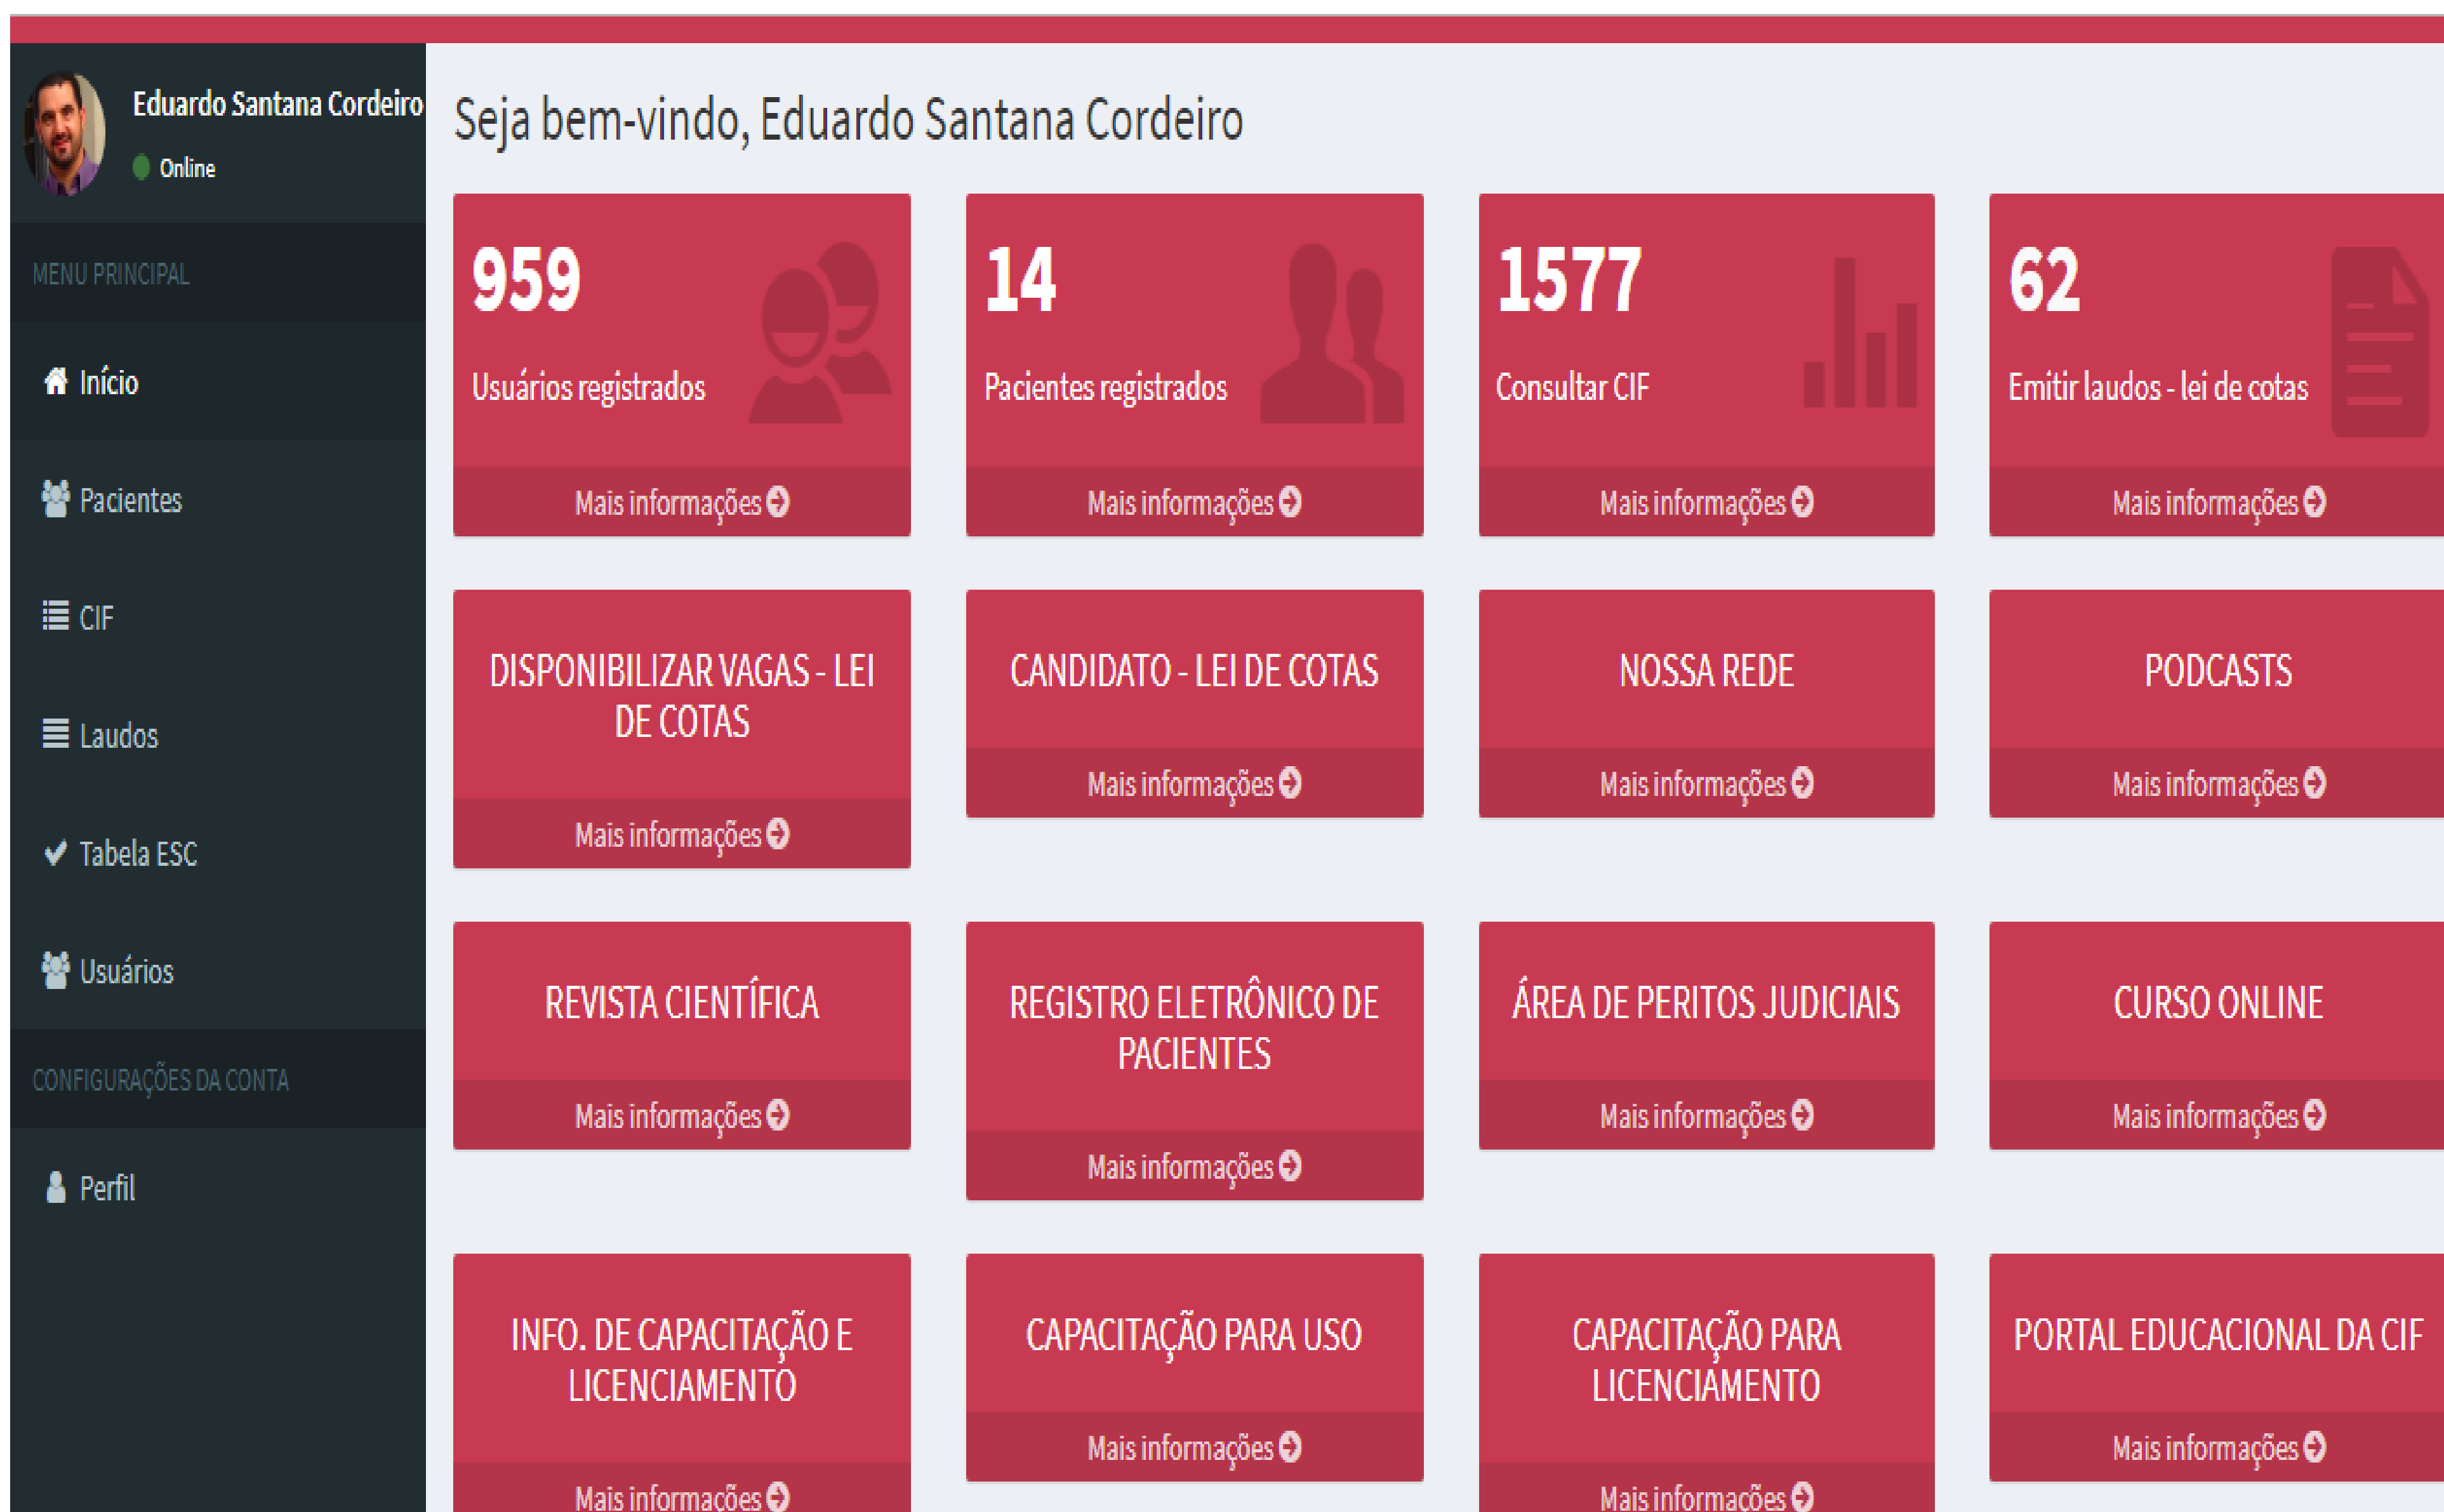 Eduardo Santana Cordeiro
Online
MENU PRINCIPAL
Início
Pacientes
CIF
Laudos
Tabela ESC
Usuários
CONFIGURAÇÕES DA CONTA
Perfil
Seja bem-vindo, Eduardo Santana Cordeiro
959
Usuários registrados
Mais informações
14
Pacientes registrados
Mais informações
1577
Consultar CIF
Mais informações
62
Emitir laudos - lei de cotas
Mais informações
DISPONIBILIZAR VAGAS - LEI
DE COTAS
Mais informações
CANDIDATO - LEI DE COTAS
Mais informações
NOSSA REDE
Mais informações
PODCASTS
Mais informações
REVISTA CIENTÍFICA
Mais informações
REGISTRO ELETRÔNICO DE
PACIENTES
Mais informações
ÁREA DE PERITOS JUDICIAIS
Mais informações
CURSO ONLINE
Mais informações
INFO. DE CAPACITAÇÃO E
LICENCIAMENTO
Mais informações
CAPACITAÇÃO PARA USO
Mais informações
CAPACITAÇÃO PARA
LICENCIAMENTO
Mais informações
PORTAL EDUCACIONAL DA CIF
Mais informações